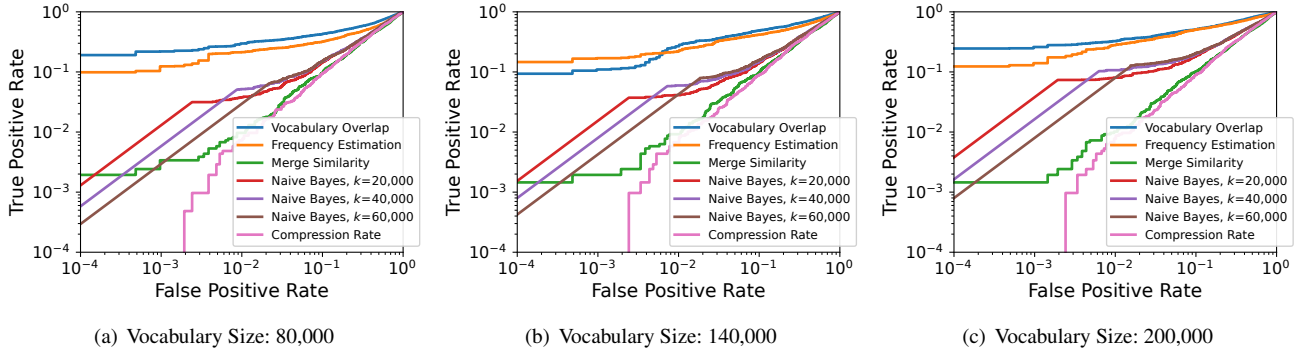 True Positive Rate
10^0
10^-1
10^-2
10^-3
10^-4
Vocabulary Overlap
Frequency Estimation
Merge Similarity
Naive Bayes, k=20,000
Naive Bayes, k=40,000
Naive Bayes, k=60,000
Compression Rate
10^-4 10^-3 10^-2 10^-1 10^0
False Positive Rate
(a) Vocabulary Size: 80,000
True Positive Rate
10^0
10^-1
10^-2
10^-3
10^-4
Vocabulary Overlap
Frequency Estimation
Merge Similarity
Naive Bayes, k=20,000
Naive Bayes, k=40,000
Naive Bayes, k=60,000
Compression Rate
10^-4 10^-3 10^-2 10^-1 10^0
False Positive Rate
(b) Vocabulary Size: 140,000
True Positive Rate
10^0
10^-1
10^-2
10^-3
10^-4
Vocabulary Overlap
Frequency Estimation
Merge Similarity
Naive Bayes, k=20,000
Naive Bayes, k=40,000
Naive Bayes, k=60,000
Compression Rate
10^-4 10^-3 10^-2 10^-1 10^0
False Positive Rate
(c) Vocabulary Size: 200,000